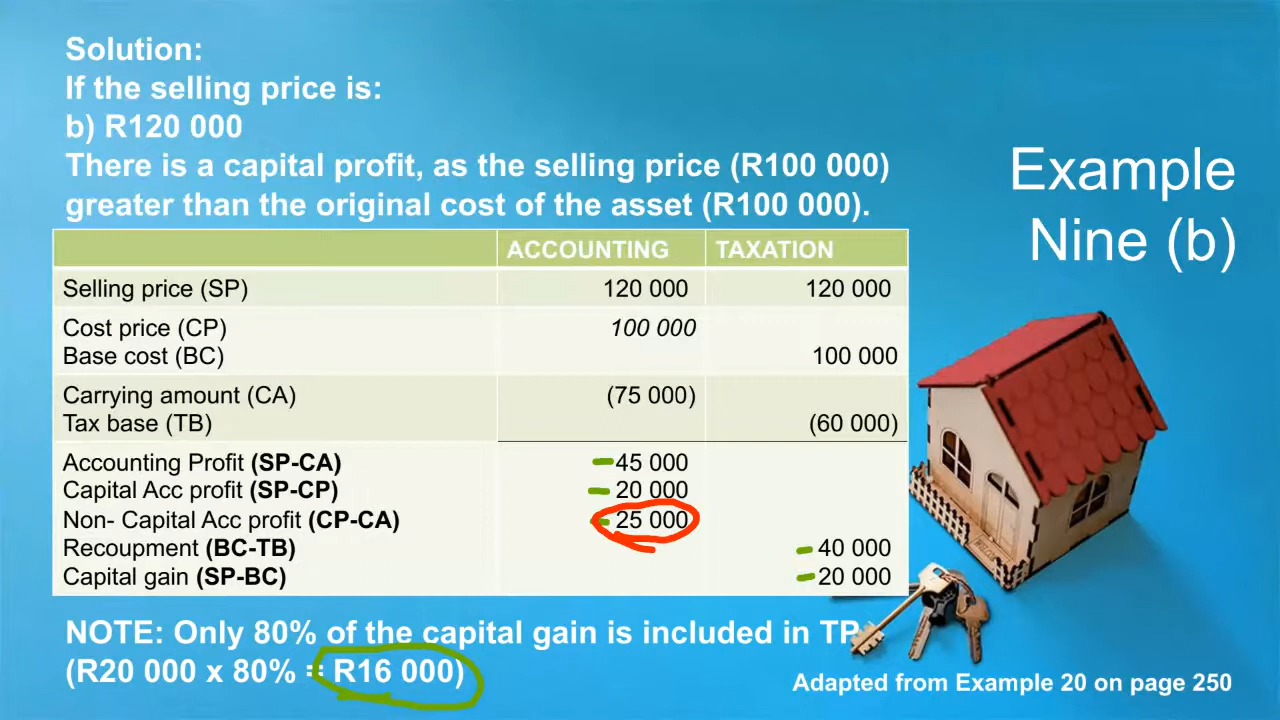 Solution:
If the selling price is:
b) R120 000
There is a capital profit, as the selling price (R100 000)
greater than the original cost of the asset (R100 000).
Example
Nine (b)
ACCOUNTING TAXATION
Selling price (SP) 120 000 120 000
Cost price (CP) 100 000
Base cost (BC) 100 000
Carrying amount (CA) (75 000)
Tax base (TB) (60 000)
Accounting Profit (SP-CA) 45 000
Capital Acc profit (SP-CP) 20 000
Non- Capital Acc profit (CP-CA) 25 000
Recoupment (BC-TB) 40 000
Capital gain (SP-BC) 20 000
NOTE: Only 80% of the capital gain is included in TP
(R20 000 x 80% = R16 000)
Adapted from Example 20 on page 250